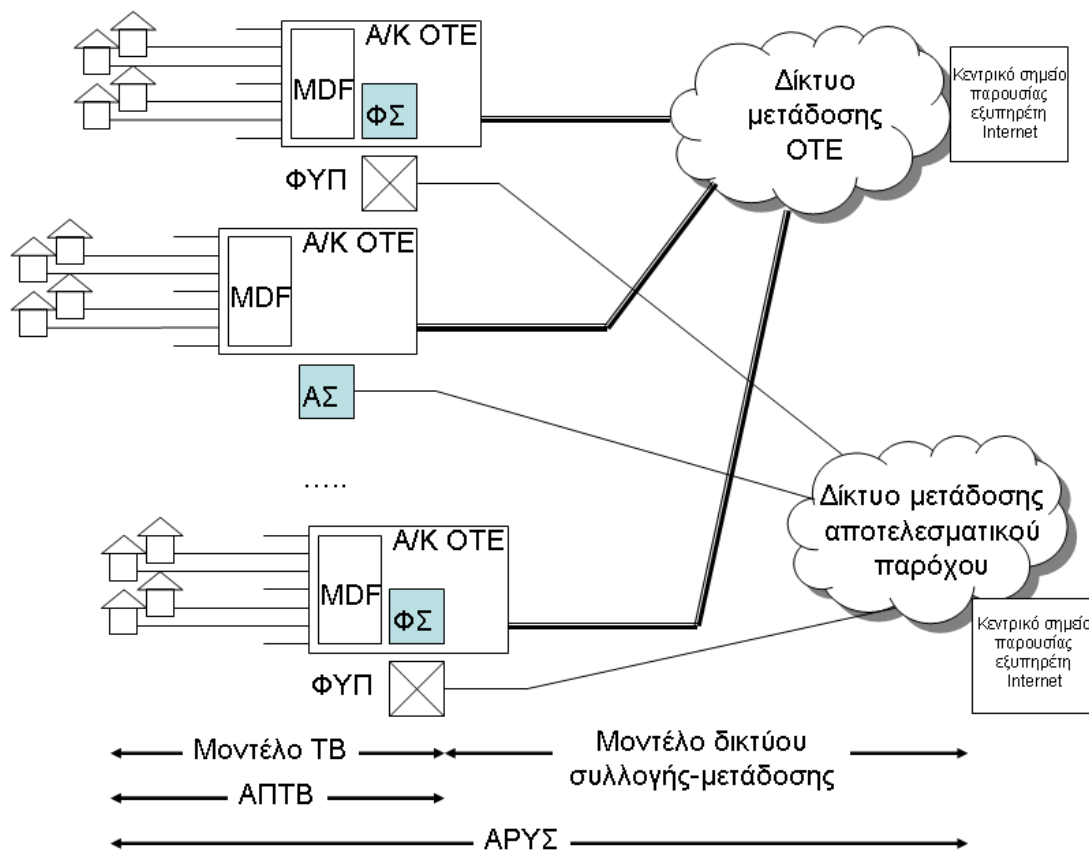 Α/Κ ΟΤΕ
MDF
ΦΣ
ΦΥΠ
Δίκτυο
μετάδοσης
ΟΤΕ
Κεντρικό σημείο
παρουσίας
εξυπηρέτη
Internet
Α/Κ ΟΤΕ
MDF
ΑΣ
.....
Α/Κ ΟΤΕ
MDF
ΦΣ
ΦΥΠ
Δίκτυο μετάδοσης
αποτελεσματικού
παρόχου
Κεντρικό σημείο
παρουσίας
εξυπηρέτη
Internet
Μοντέλο ΤΒ
Μοντέλο δικτύου
συλλογής-μετάδοσης
ΑΠΤΒ
ΑΡΥΣ